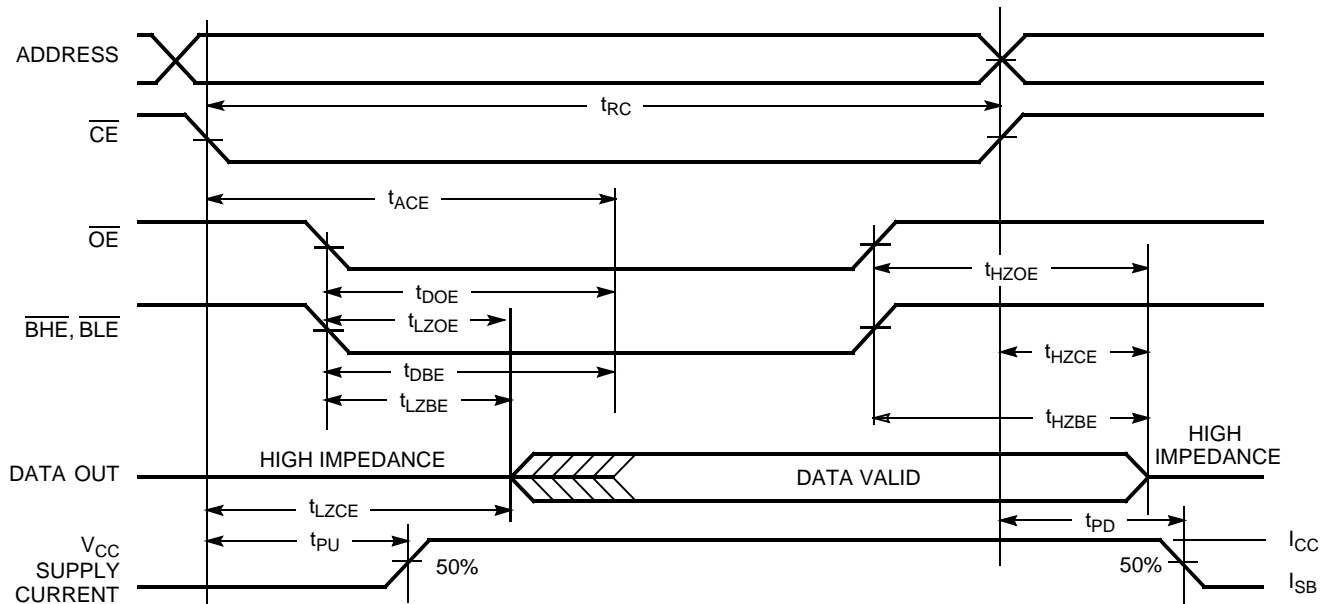 ADDRESS
tRC
CE
tACE
OE
tHZOE
tDOE
tLZOE
BHE, BLE
tHZCE
tDBE
tLZBE
tHZBE
HIGH
IMPEDANCE
HIGH IMPEDANCE
DATA OUT
DATA VALID
tLZCE
tPD
tPU
VCC
SUPPLY
CURRENT
50%
50%
ICC
ISB